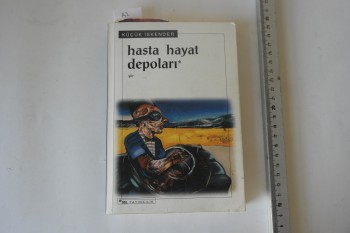 KÜÇÜK İSKENDER
hasta hayat
depoları*
şiir